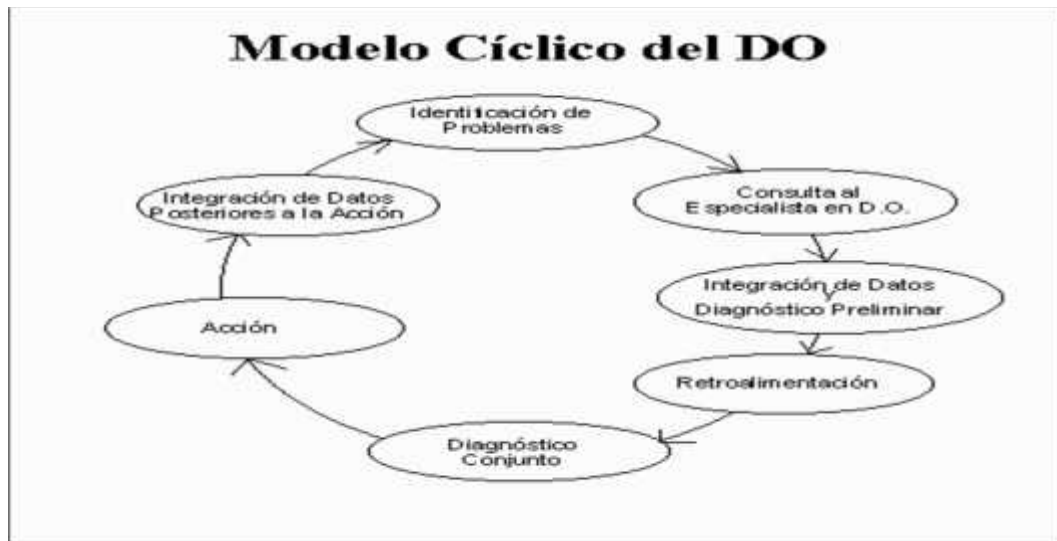 Modelo Cíclico del DO
Identificación de
Problemas
Consulta al
Especialista en D.O.
Integración de Datos
y
Diagnóstico Preliminar
Retroalimentación
Diagnóstico
Conjunto
Acción
Integración de Datos
Posteriores a la Acción